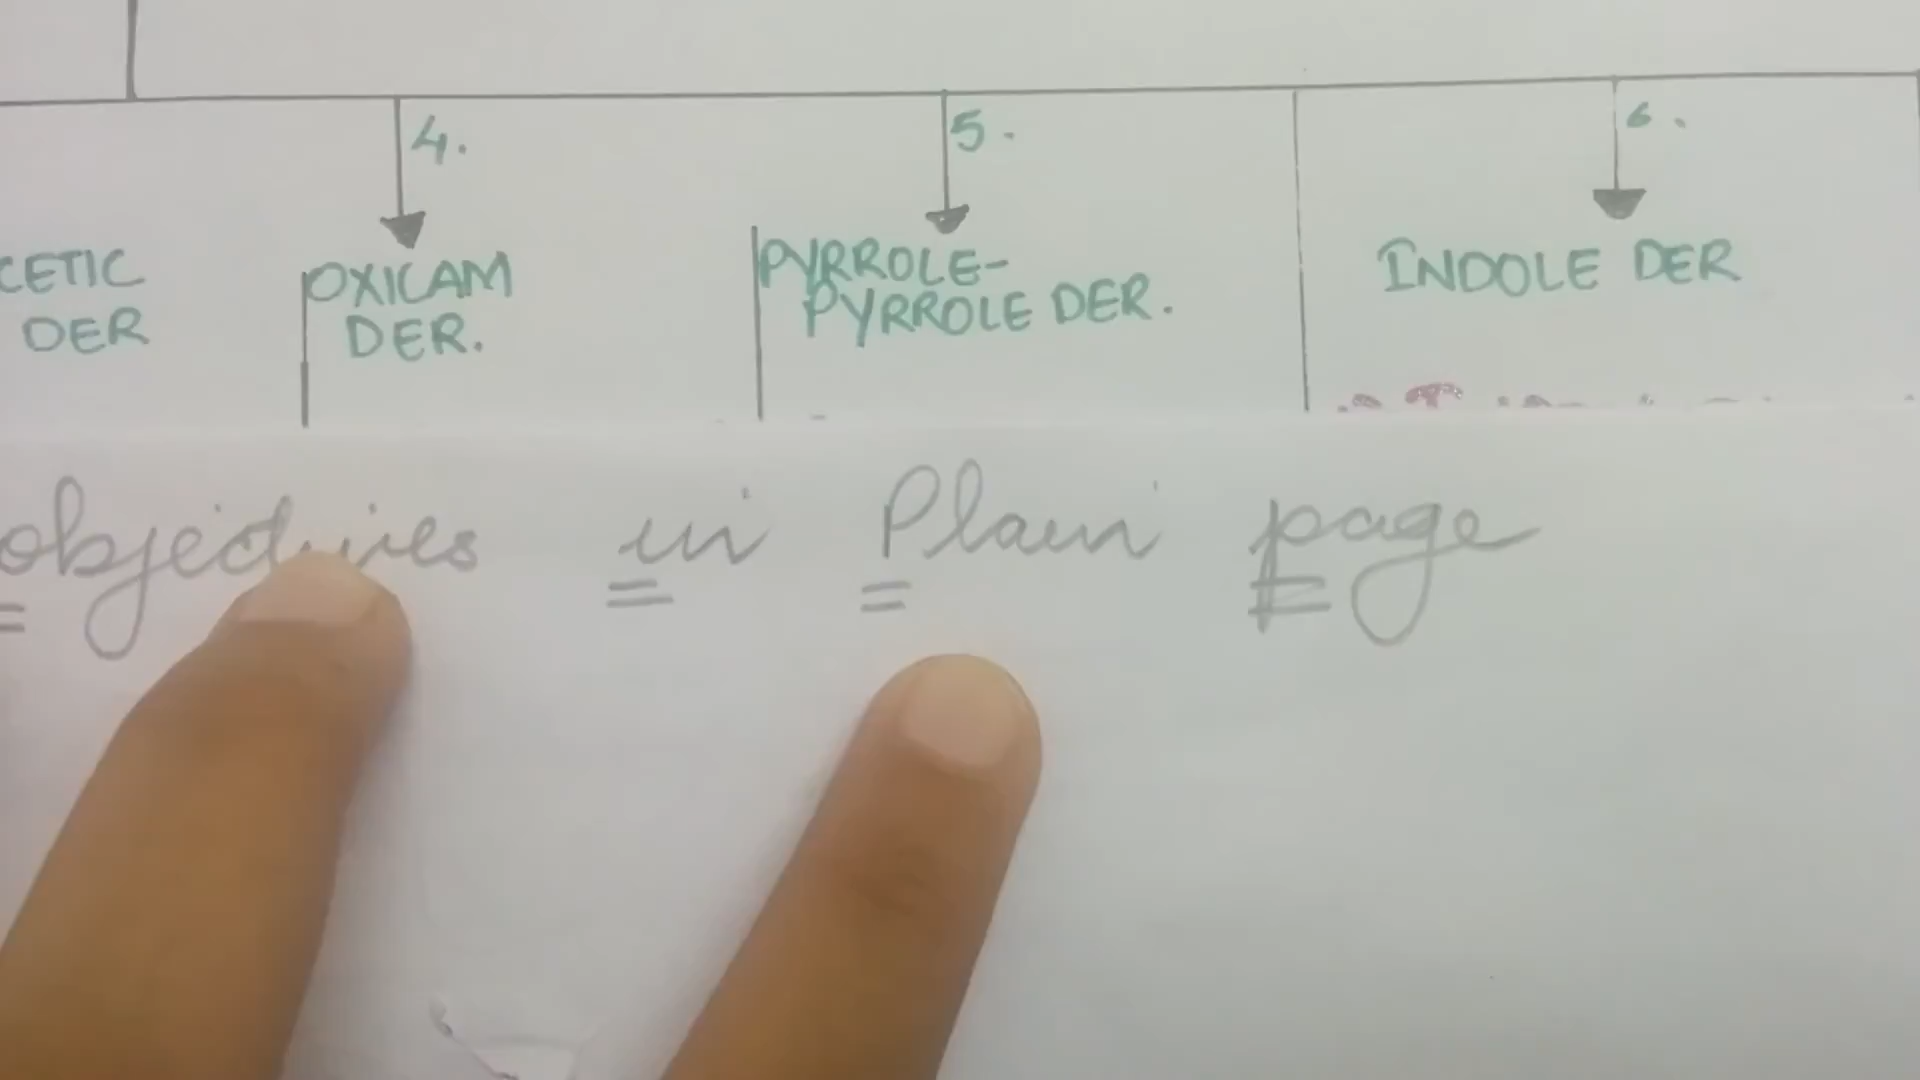 4.
5.
6.
CETIC
DER
OXICAM
DER.
PYRROLE-
PYRROLE DER.
INDOLE DER
objectives in Plain page